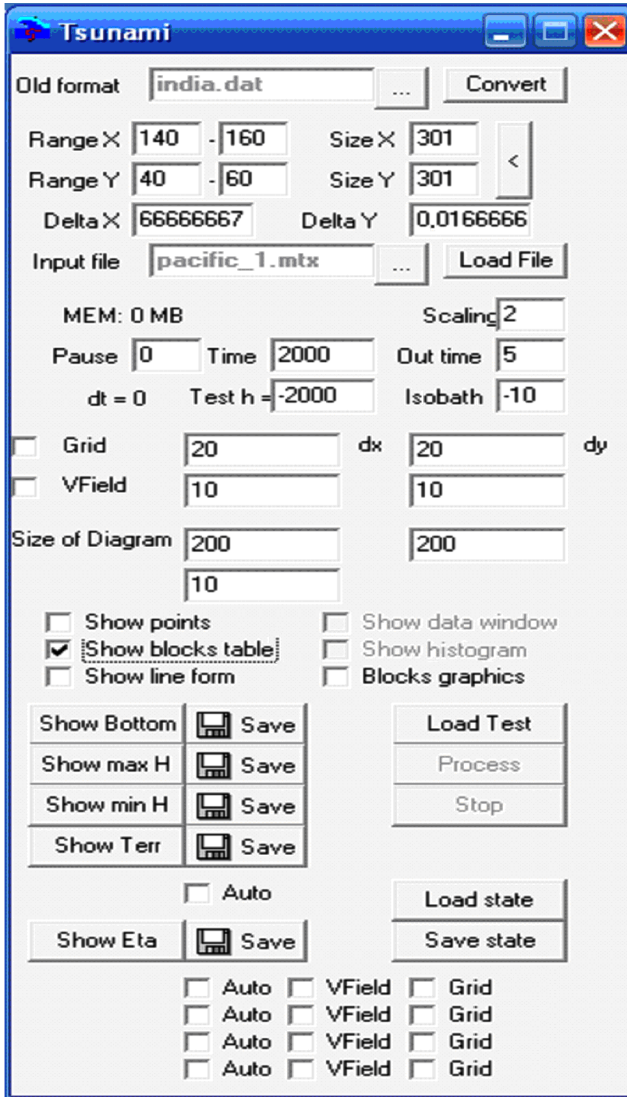 Tsunami
Old format india.dat ... Convert
Range X 140 - 160 Size X 301 <
Range Y 40 - 60 Size Y 301
Delta X 66666667 Delta Y 0,0166666
Input file pacific_1.mtx ... Load File
MEM: 0 MB Scaling 2
Pause 0 Time 2000 Out time 5
dt = 0 Test h = -2000 Isobath -10
Grid 20 dx 20 dy
VField 10 10
Size of Diagram 200 200
10
Show points Show data window
Show blocks table Show histogram
Show line form Blocks graphics
Show Bottom Save Load Test
Show max H Save Process
Show min H Save Stop
Show Terr Save
Auto Load state
Show Eta Save Save state
Auto VField Grid
Auto VField Grid
Auto VField Grid
Auto VField Grid